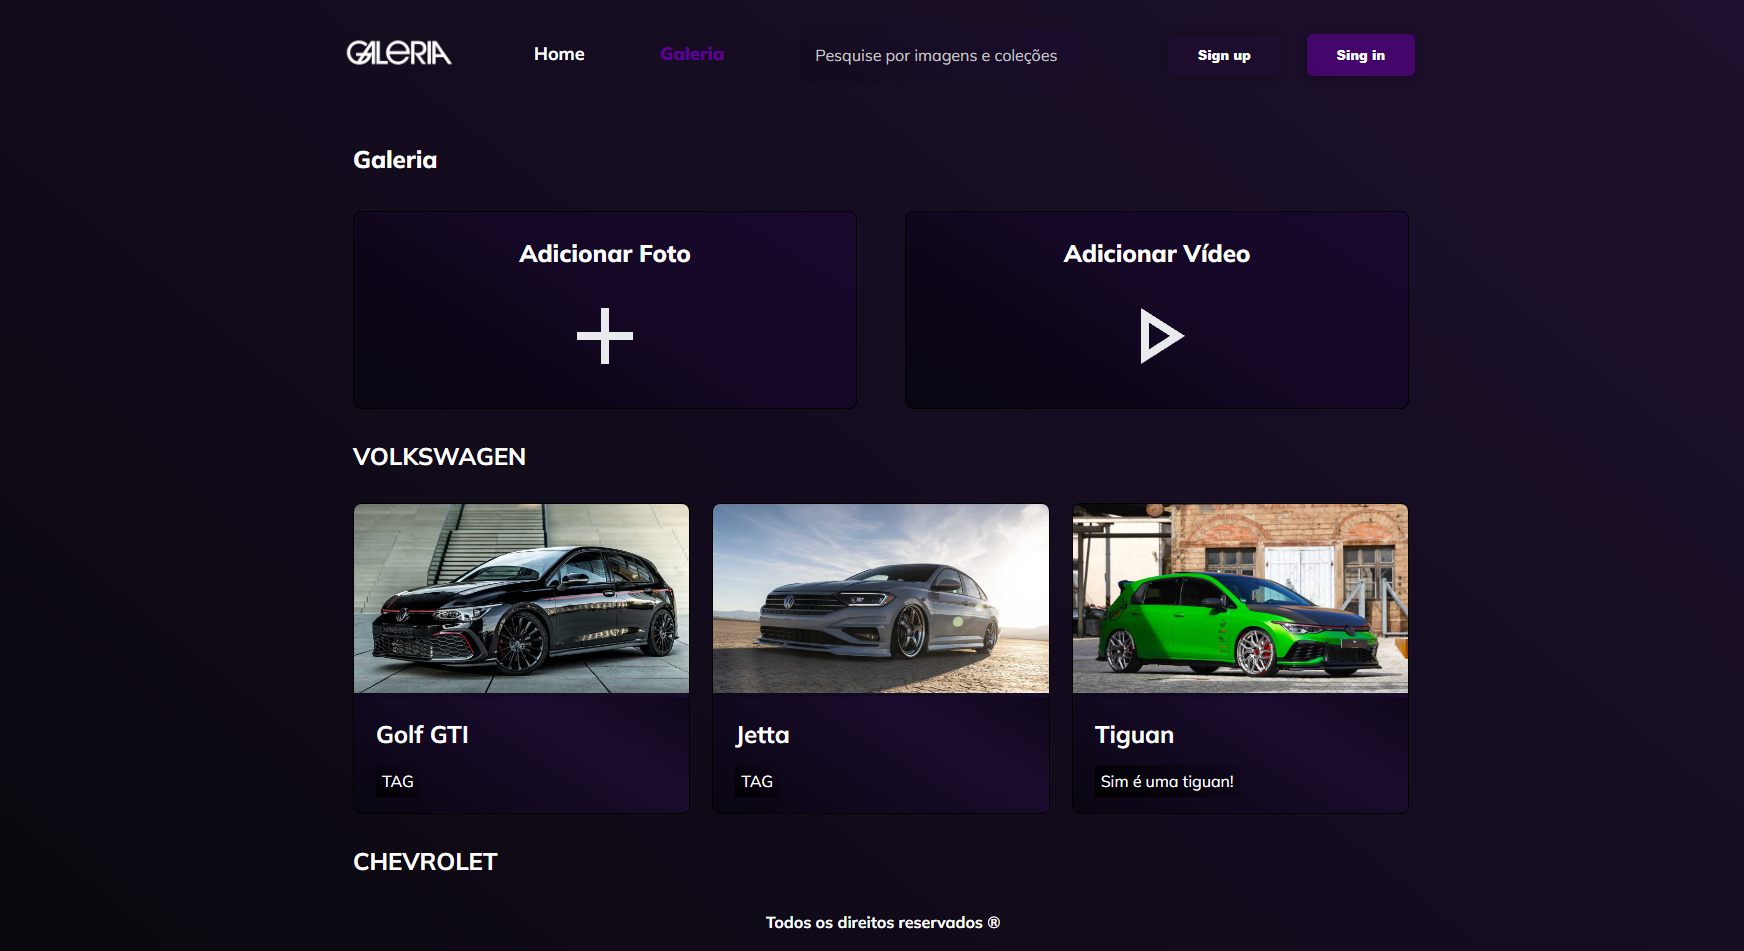 GALERIA
Home
Galeria
Pesquise por imagens e coleções
Sign up
Sing in
Galeria
Adicionar Foto
Adicionar Vídeo
VOLKSWAGEN
Golf GTI
Jetta
Tiguan
TAG
TAG
Sim é uma tiguan!
CHEVROLET
Todos os direitos reservados ®